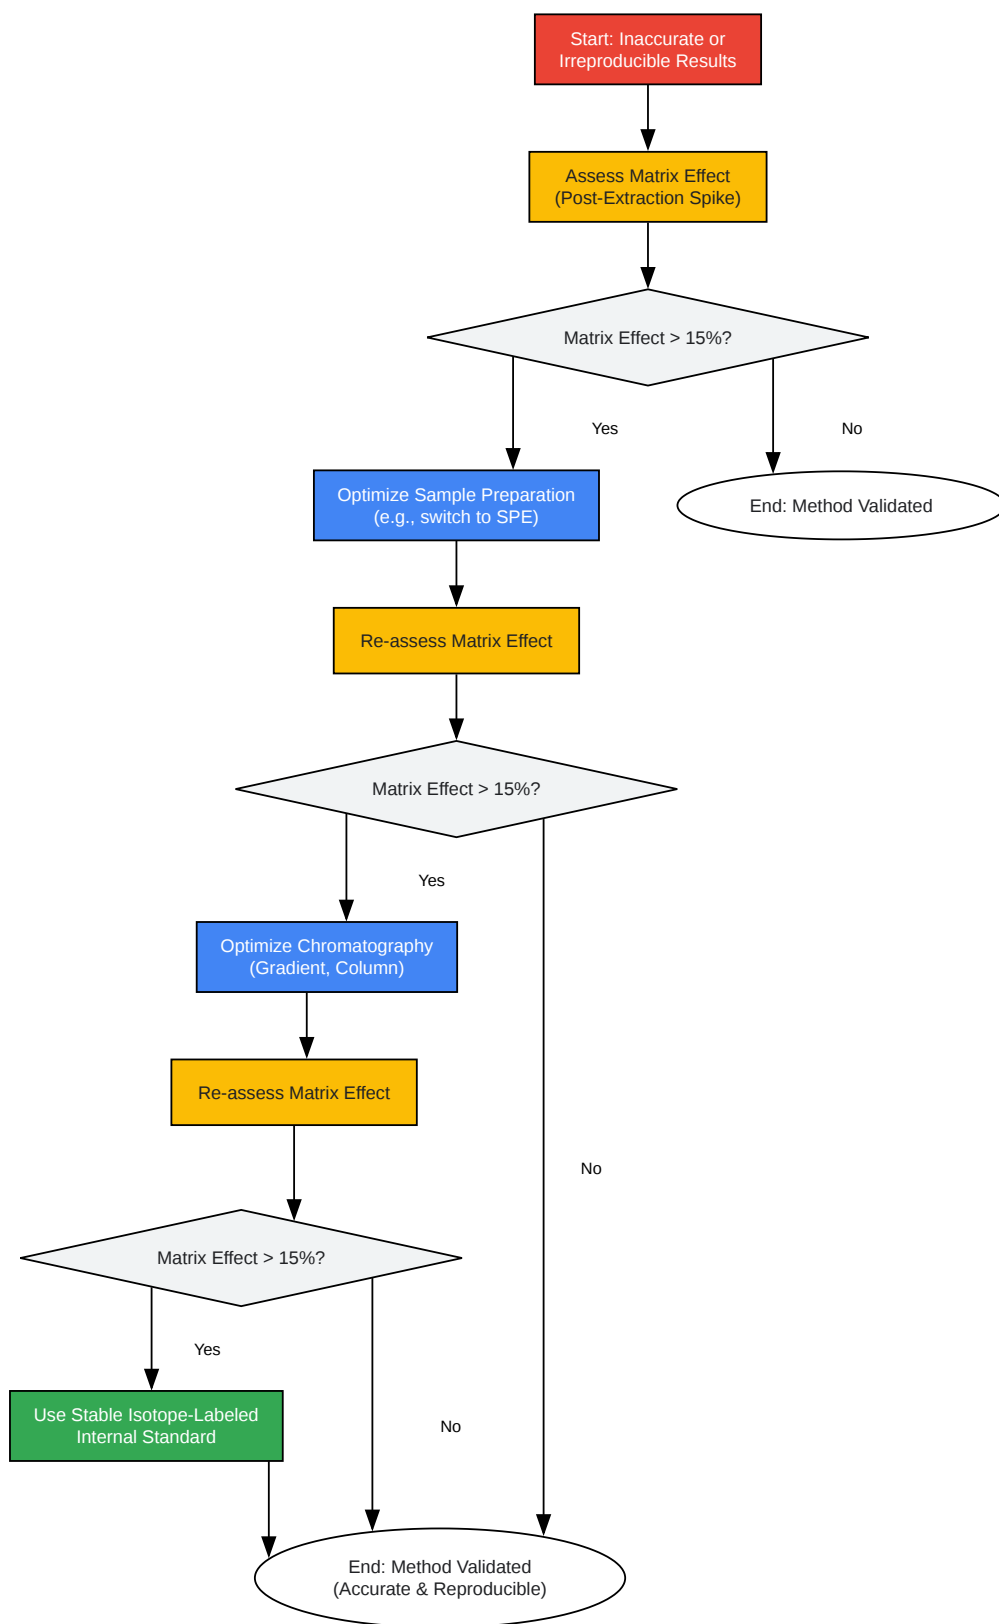 Start: Inaccurate or
Irreproducible Results
Assess Matrix Effect
(Post-Extraction Spike)
Matrix Effect > 15%?
Yes
No
Optimize Sample Preparation
(e.g., switch to SPE)
End: Method Validated
Re-assess Matrix Effect
Matrix Effect > 15%?
Yes
Optimize Chromatography
(Gradient, Column)
Re-assess Matrix Effect
No
Matrix Effect > 15%?
Yes
Use Stable Isotope-Labeled
Internal Standard
No
End: Method Validated
(Accurate & Reproducible)